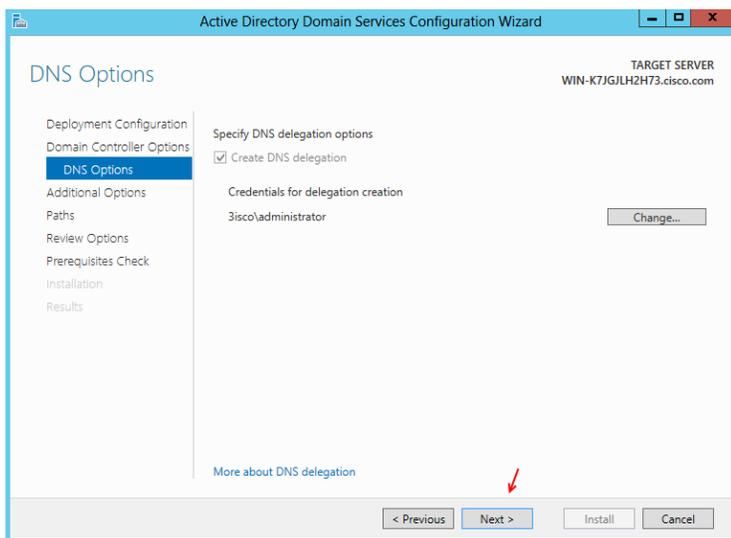 Active Directory Domain Services Configuration Wizard
DNS Options
TARGET SERVER
WIN-K7JGJLH2H73.cisco.com
Deployment Configuration
Domain Controller Options
DNS Options
Additional Options
Paths
Review Options
Prerequisites Check
Installation
Results
Specify DNS delegation options
Create DNS delegation
Credentials for delegation creation
3isco\administrator
Change...
More about DNS delegation
< Previous
Next >
Install
Cancel